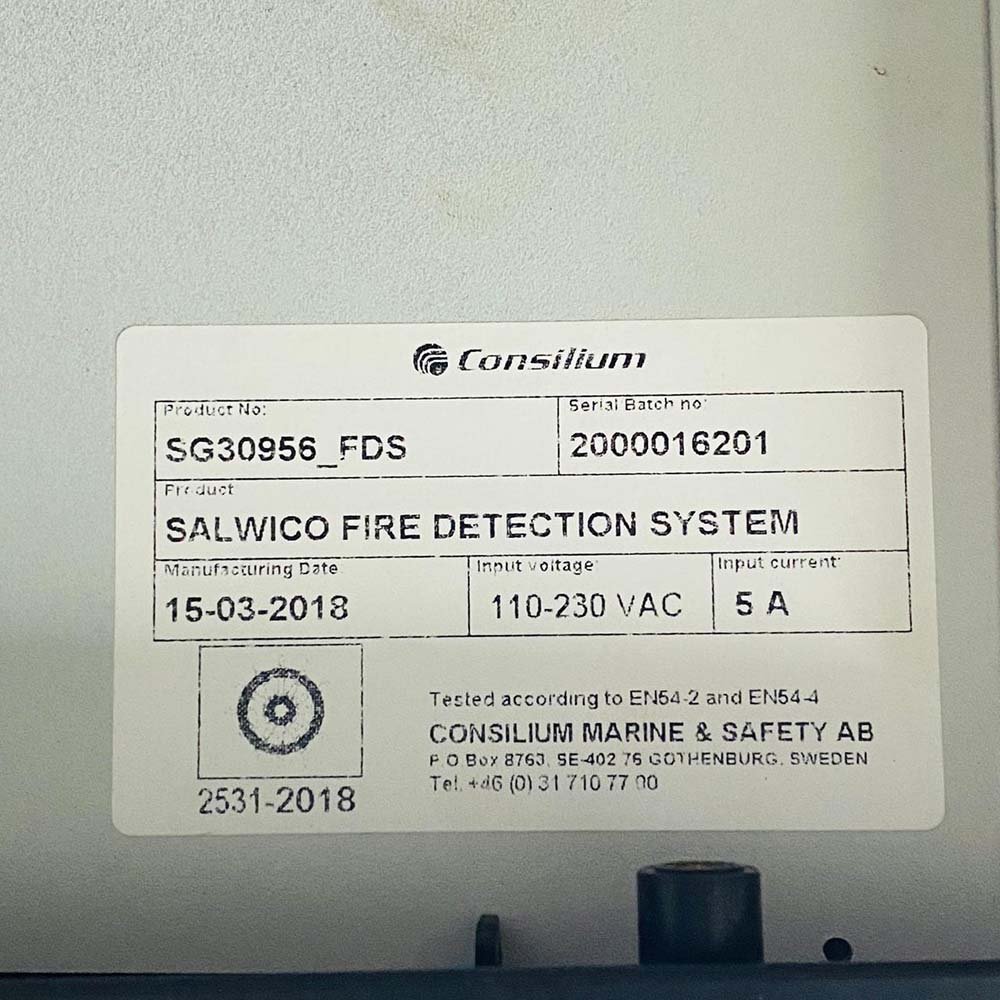 Consilium
Product No: Serial Batch no:
SG30956_FDS 2000016201
Product
SALWICO FIRE DETECTION SYSTEM
Manufacturing Date Input voltage: Input current:
15-03-2018 110-230 VAC 5 A
Tested according to EN54-2 and EN54-4
CONSILIUM MARINE & SAFETY AB
P.O Box 8763, SE-402 76 GOTHENBURG, SWEDEN
Tel. +46 (0) 31 710 77 00
2531-2018